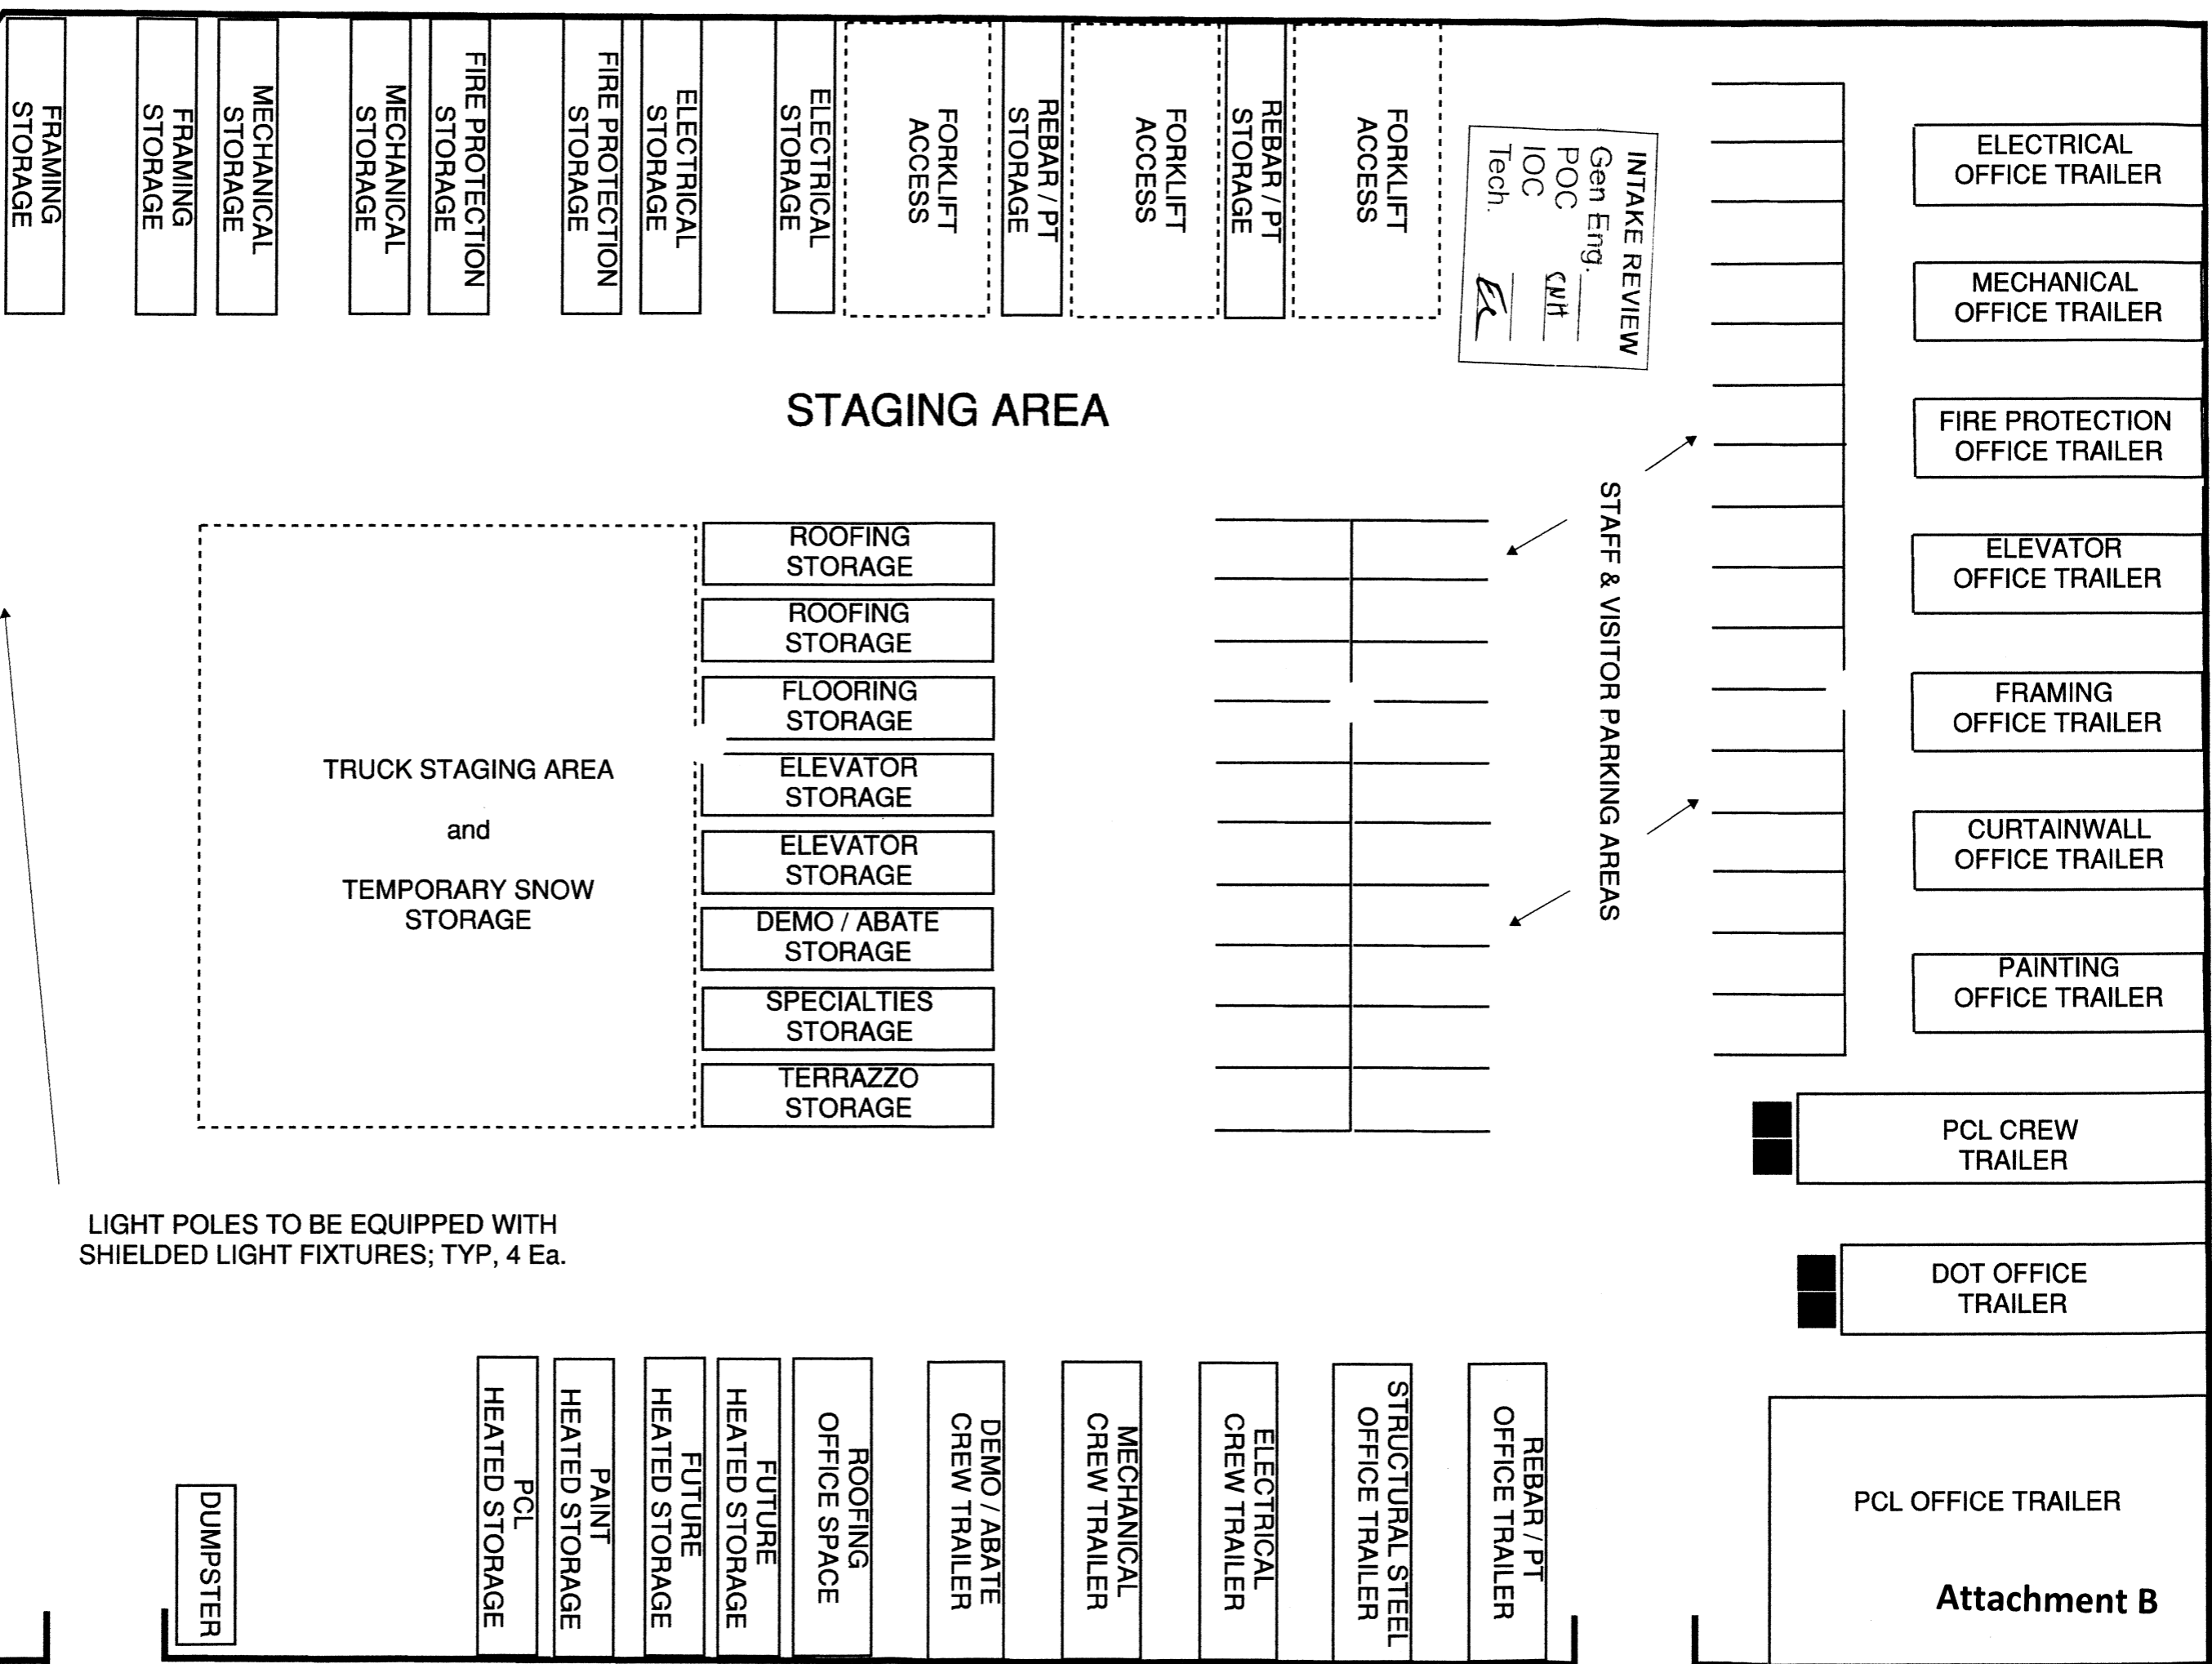 FRAMING
STORAGE
FRAMING
STORAGE
MECHANICAL
STORAGE
MECHANICAL
STORAGE
FIRE PROTECTION
STORAGE
FIRE PROTECTION
STORAGE
ELECTRICAL
STORAGE
ELECTRICAL
STORAGE
FORKLIFT
ACCESS
REBAR / PT
STORAGE
FORKLIFT
ACCESS
REBAR / PT
STORAGE
FORKLIFT
ACCESS
INTAKE REVIEW
Gen Eng.
POC CNH
IOC
Tech.
ELECTRICAL
OFFICE TRAILER
MECHANICAL
OFFICE TRAILER
FIRE PROTECTION
OFFICE TRAILER
ELEVATOR
OFFICE TRAILER
FRAMING
OFFICE TRAILER
CURTAINWALL
OFFICE TRAILER
PAINTING
OFFICE TRAILER
PCL CREW
TRAILER
DOT OFFICE
TRAILER
PCL OFFICE TRAILER
Attachment B
STAGING AREA
STAFF & VISITOR PARKING AREAS
ROOFING
STORAGE
ROOFING
STORAGE
FLOORING
STORAGE
ELEVATOR
STORAGE
ELEVATOR
STORAGE
DEMO / ABATE
STORAGE
SPECIALTIES
STORAGE
TERRAZZO
STORAGE
TRUCK STAGING AREA
and
TEMPORARY SNOW
STORAGE
LIGHT POLES TO BE EQUIPPED WITH
SHIELDED LIGHT FIXTURES; TYP, 4 Ea.
DUMPSTER
PCL
HEATED STORAGE
PAINT
HEATED STORAGE
FUTURE
HEATED STORAGE
FUTURE
HEATED STORAGE
ROOFING
OFFICE SPACE
DEMO / ABATE
CREW TRAILER
MECHANICAL
CREW TRAILER
ELECTRICAL
CREW TRAILER
STRUCTURAL STEEL
OFFICE TRAILER
REBAR / PT
OFFICE TRAILER